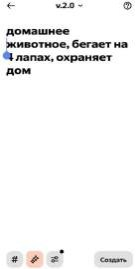 v.2.0
домашнее
животное, бегает на
4 лапах, охраняет
дом
#
Создать